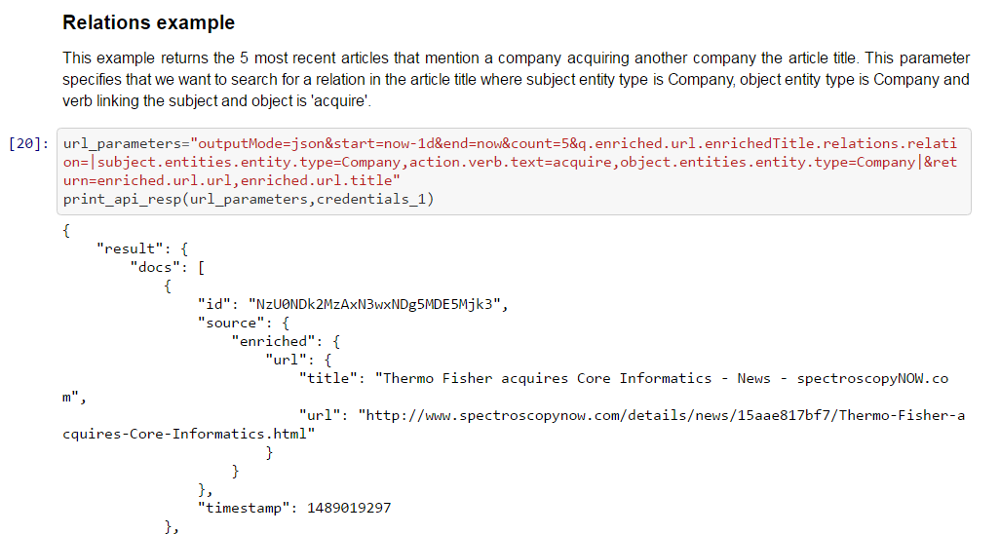 Relations example
This example returns the 5 most recent articles that mention a company acquiring another company the article title. This parameter
specifies that we want to search for a relation in the article title where subject entity type is Company, object entity type is Company and
verb linking the subject and object is 'acquire'.
[20]: url_parameters="outputMode=json&start=now-1d&end=now&count=5&q.enriched.url.enrichedTitle.relations.relati
on=|subject.entities.entity.type=Company,action.verb.text=acquire,object.entities.entity.type=Company|&ret
urn=enriched.url.url,enriched.url.title"
print_api_resp(url_parameters,credentials_1)
{
    "result": {
        "docs": [
            {
                "id": "NzU0NDk2MzAxN3wxNDg5MDE5Mjk3",
                "source": {
                    "enriched": {
                        "url": {
                            "title": "Thermo Fisher acquires Core Informatics - News - spectroscopyNOW.co
m",
                            "url": "http://www.spectroscopynow.com/details/news/15aae817bf7/Thermo-Fisher-a
cquires-Core-Informatics.html"
                        }
                    }
                },
                "timestamp": 1489019297
            },